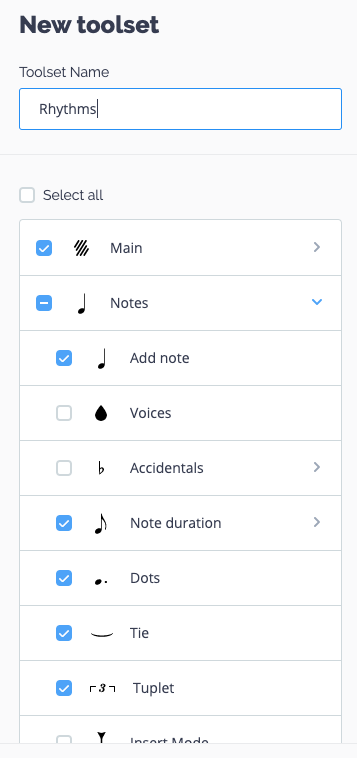 New toolset
Toolset Name
Rhythms
Select all
Main
Notes
Add note
Voices
Accidentals
Note duration
Dots
Tie
3 Tuplet
Insert Mode